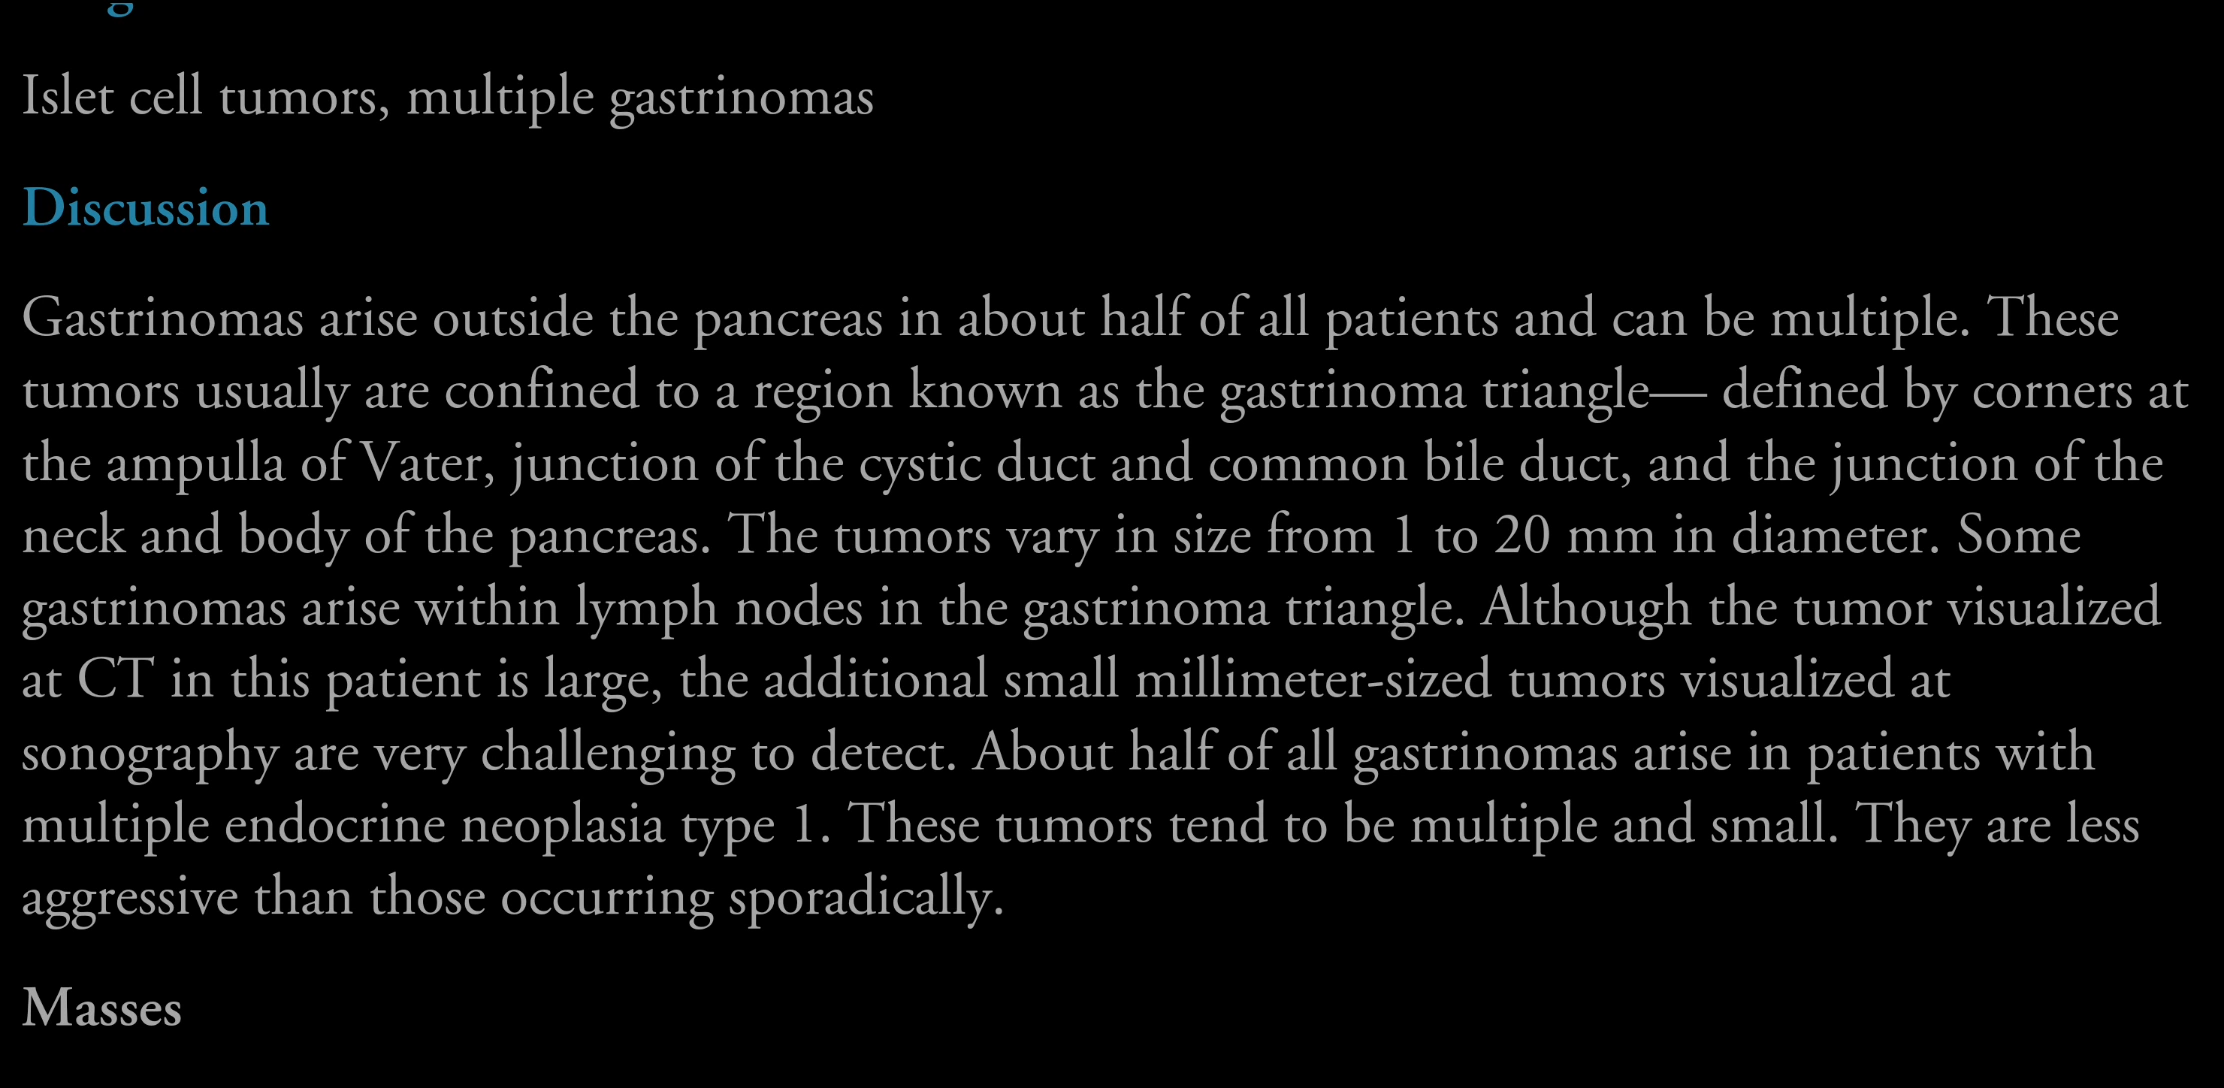 Islet cell tumors, multiple gastrinomas
Discussion
Gastrinomas arise outside the pancreas in about half of all patients and can be multiple. These
tumors usually are confined to a region known as the gastrinoma triangle— defined by corners at
the ampulla of Vater, junction of the cystic duct and common bile duct, and the junction of the
neck and body of the pancreas. The tumors vary in size from 1 to 20 mm in diameter. Some
gastrinomas arise within lymph nodes in the gastrinoma triangle. Although the tumor visualized
at CT in this patient is large, the additional small millimeter-sized tumors visualized at
sonography are very challenging to detect. About half of all gastrinomas arise in patients with
multiple endocrine neoplasia type 1. These tumors tend to be multiple and small. They are less
aggressive than those occurring sporadically.
Masses